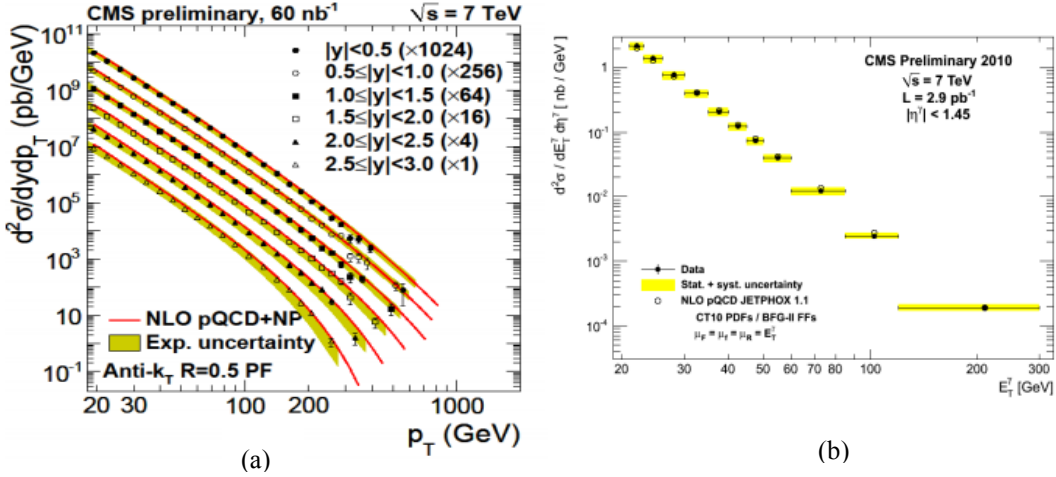 CMS preliminary, 60 nb⁻¹ √s = 7 TeV
d²σ/dydp_T (pb/GeV)
10¹¹
10⁹
10⁷
10⁵
10³
10
10⁻¹
|y|<0.5 (×1024)
0.5≤|y|<1.0 (×256)
1.0≤|y|<1.5 (×64)
1.5≤|y|<2.0 (×16)
2.0≤|y|<2.5 (×4)
2.5≤|y|<3.0 (×1)
NLO pQCD+NP
Exp. uncertainty
Anti-k_T R=0.5 PF
20 30 100 200 1000
p_T (GeV)
(a)
d²σ / dE_T^γ dη^γ [ nb / GeV ]
1
10⁻¹
10⁻²
10⁻³
10⁻⁴
CMS Preliminary 2010
√s = 7 TeV
L = 2.9 pb⁻¹
|η^γ| < 1.45
Data
Stat. + syst. uncertainty
NLO pQCD JETPHOX 1.1
CT10 PDFs / BFG-II FFs
μ_F = μ_f = μ_R = E_T^γ
20 30 40 50 60 70 80 100 200 300
E_T^γ [GeV]
(b)